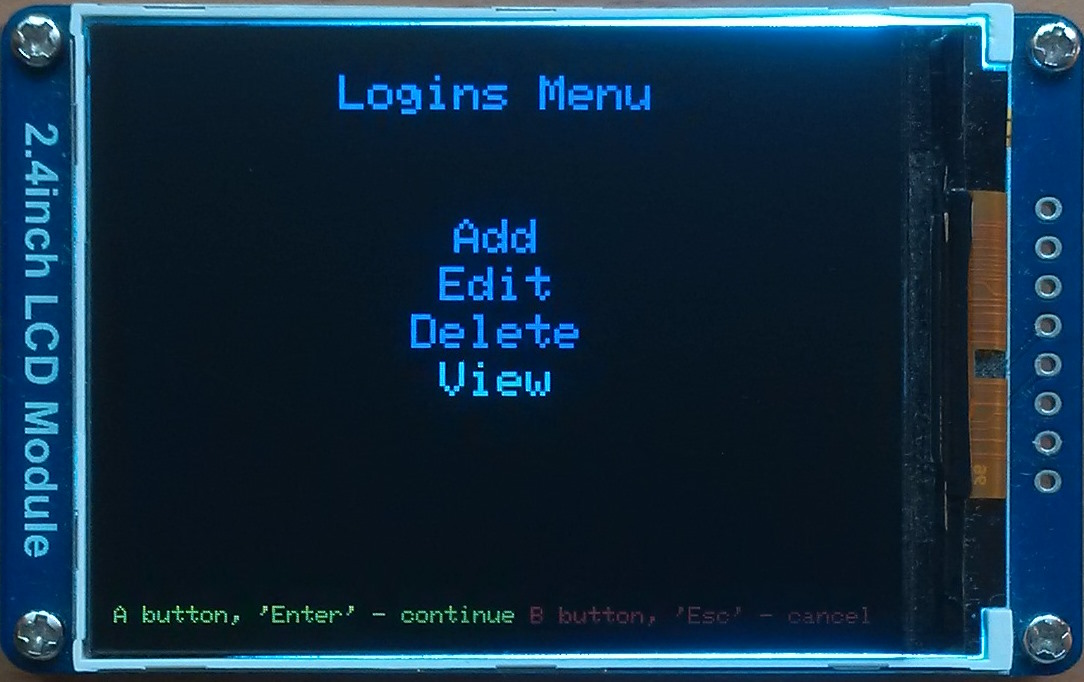 2.4inch LCD Module
Logins Menu
Add
Edit
Delete
View
A button, 'Enter' - continue B button, 'Esc' - cancel